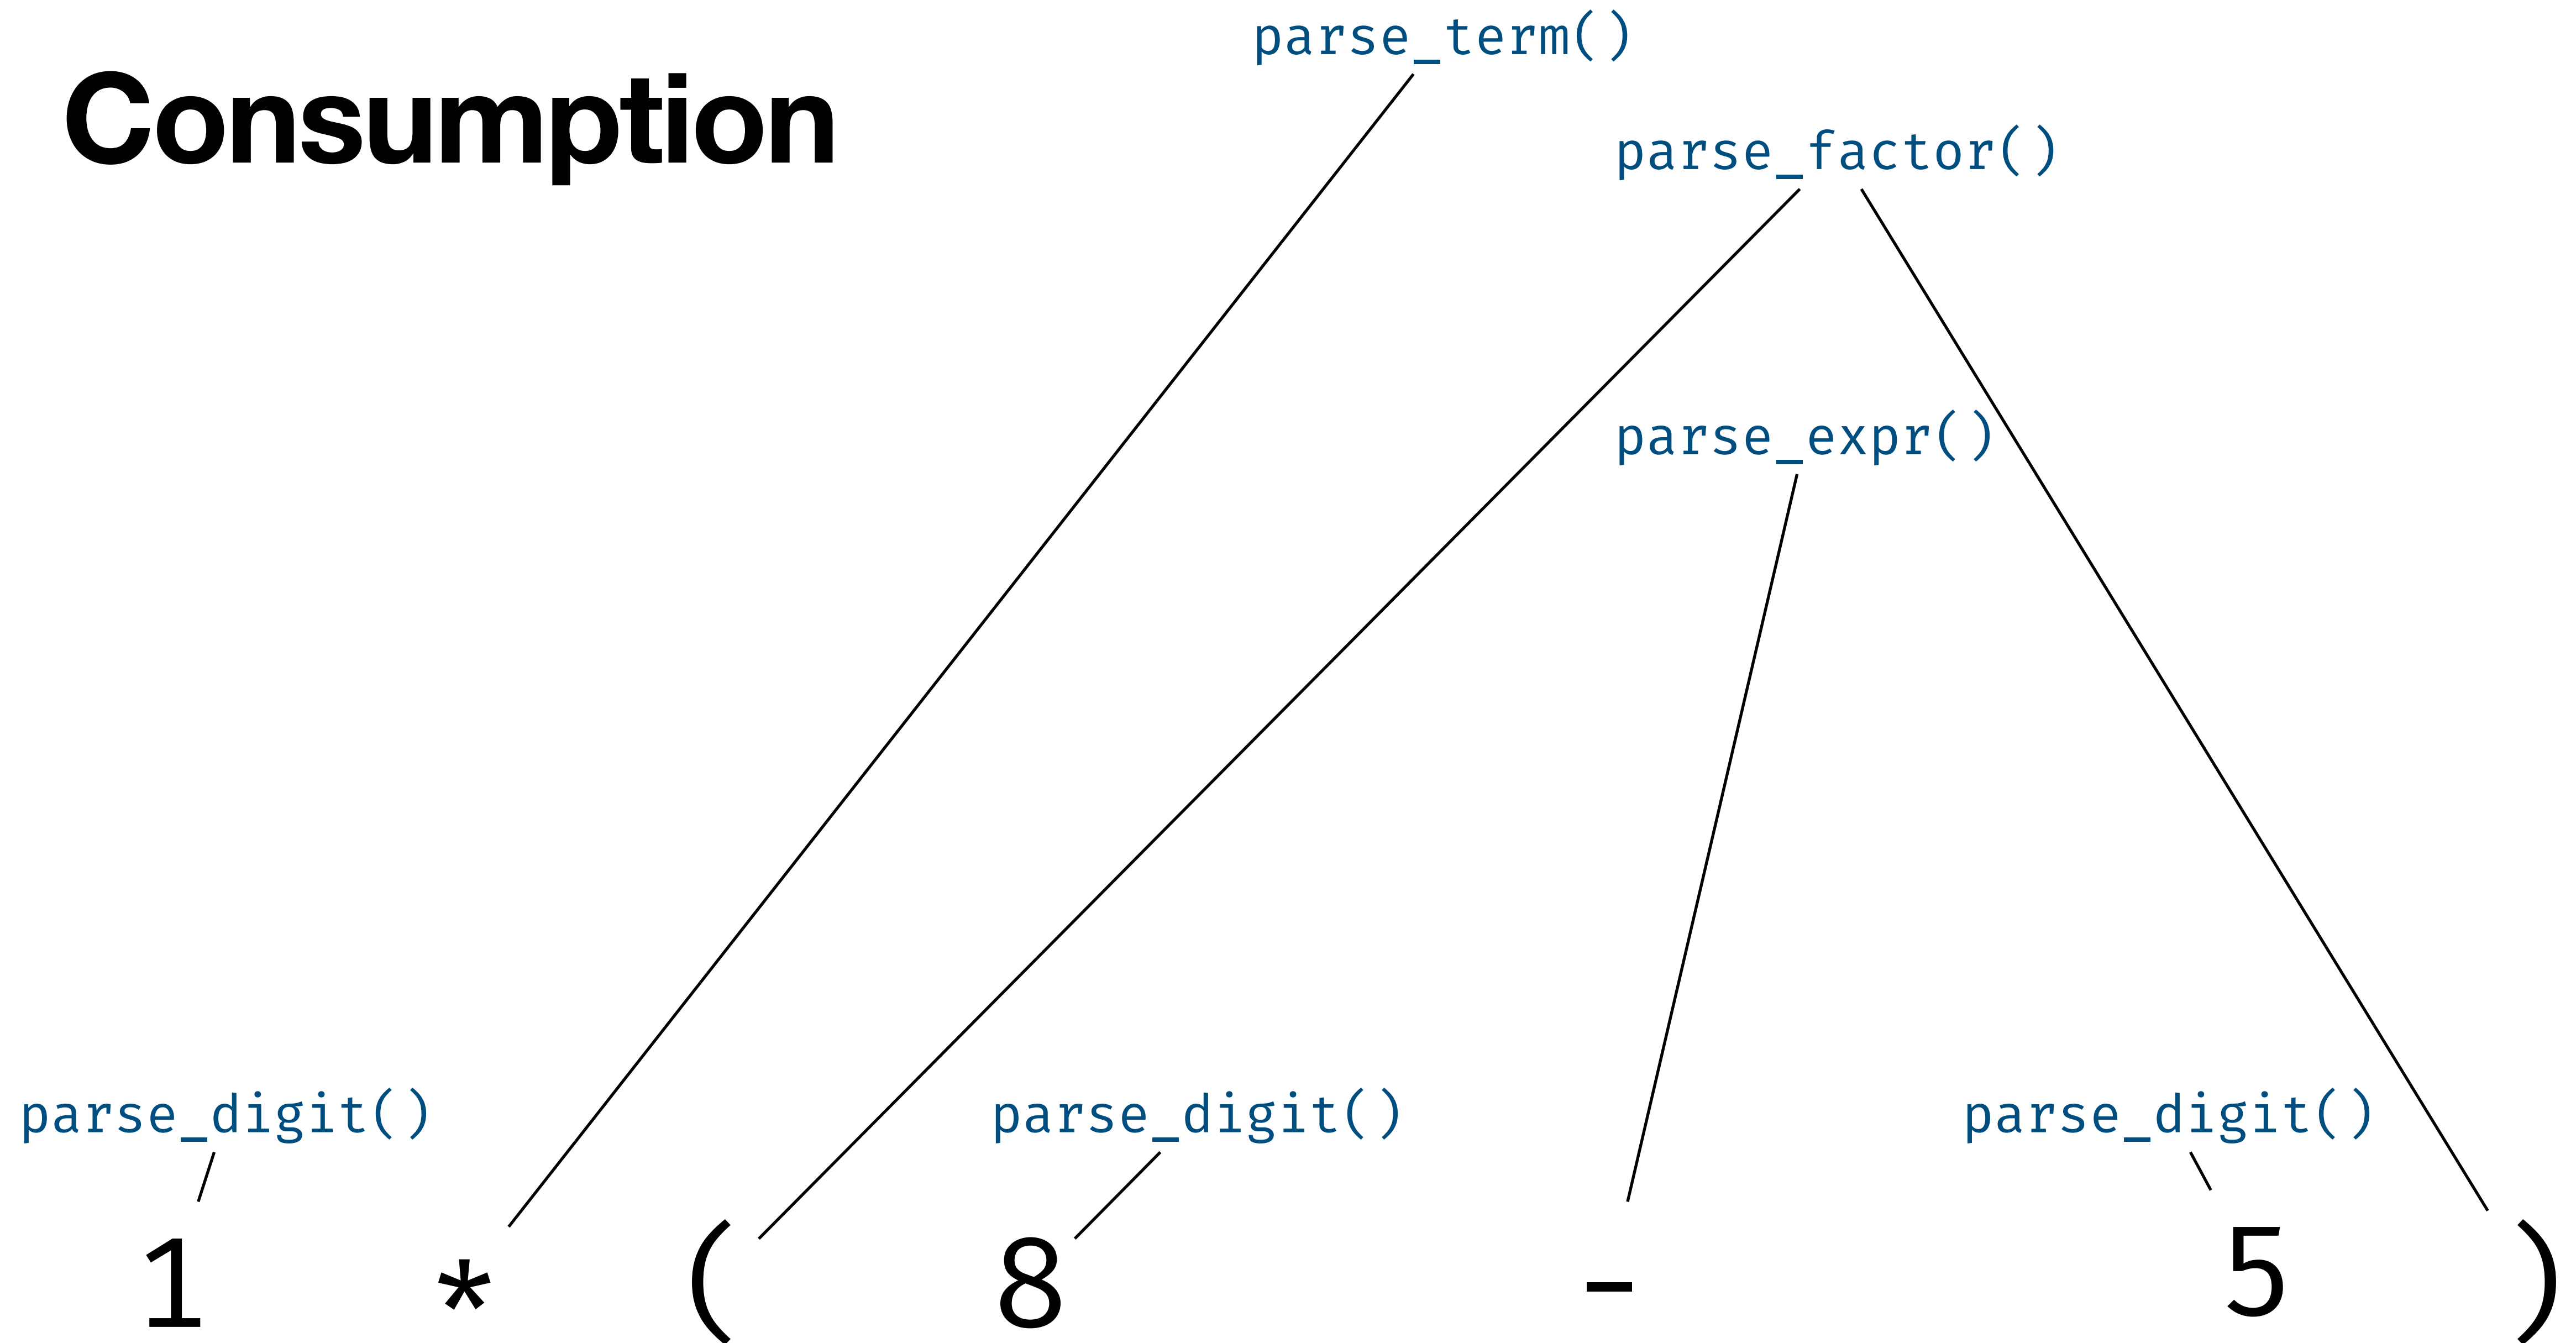 Consumption
parse_term()
parse_factor()
parse_expr()
parse_digit() parse_digit() parse_digit()
1 * ( 8 - 5 )